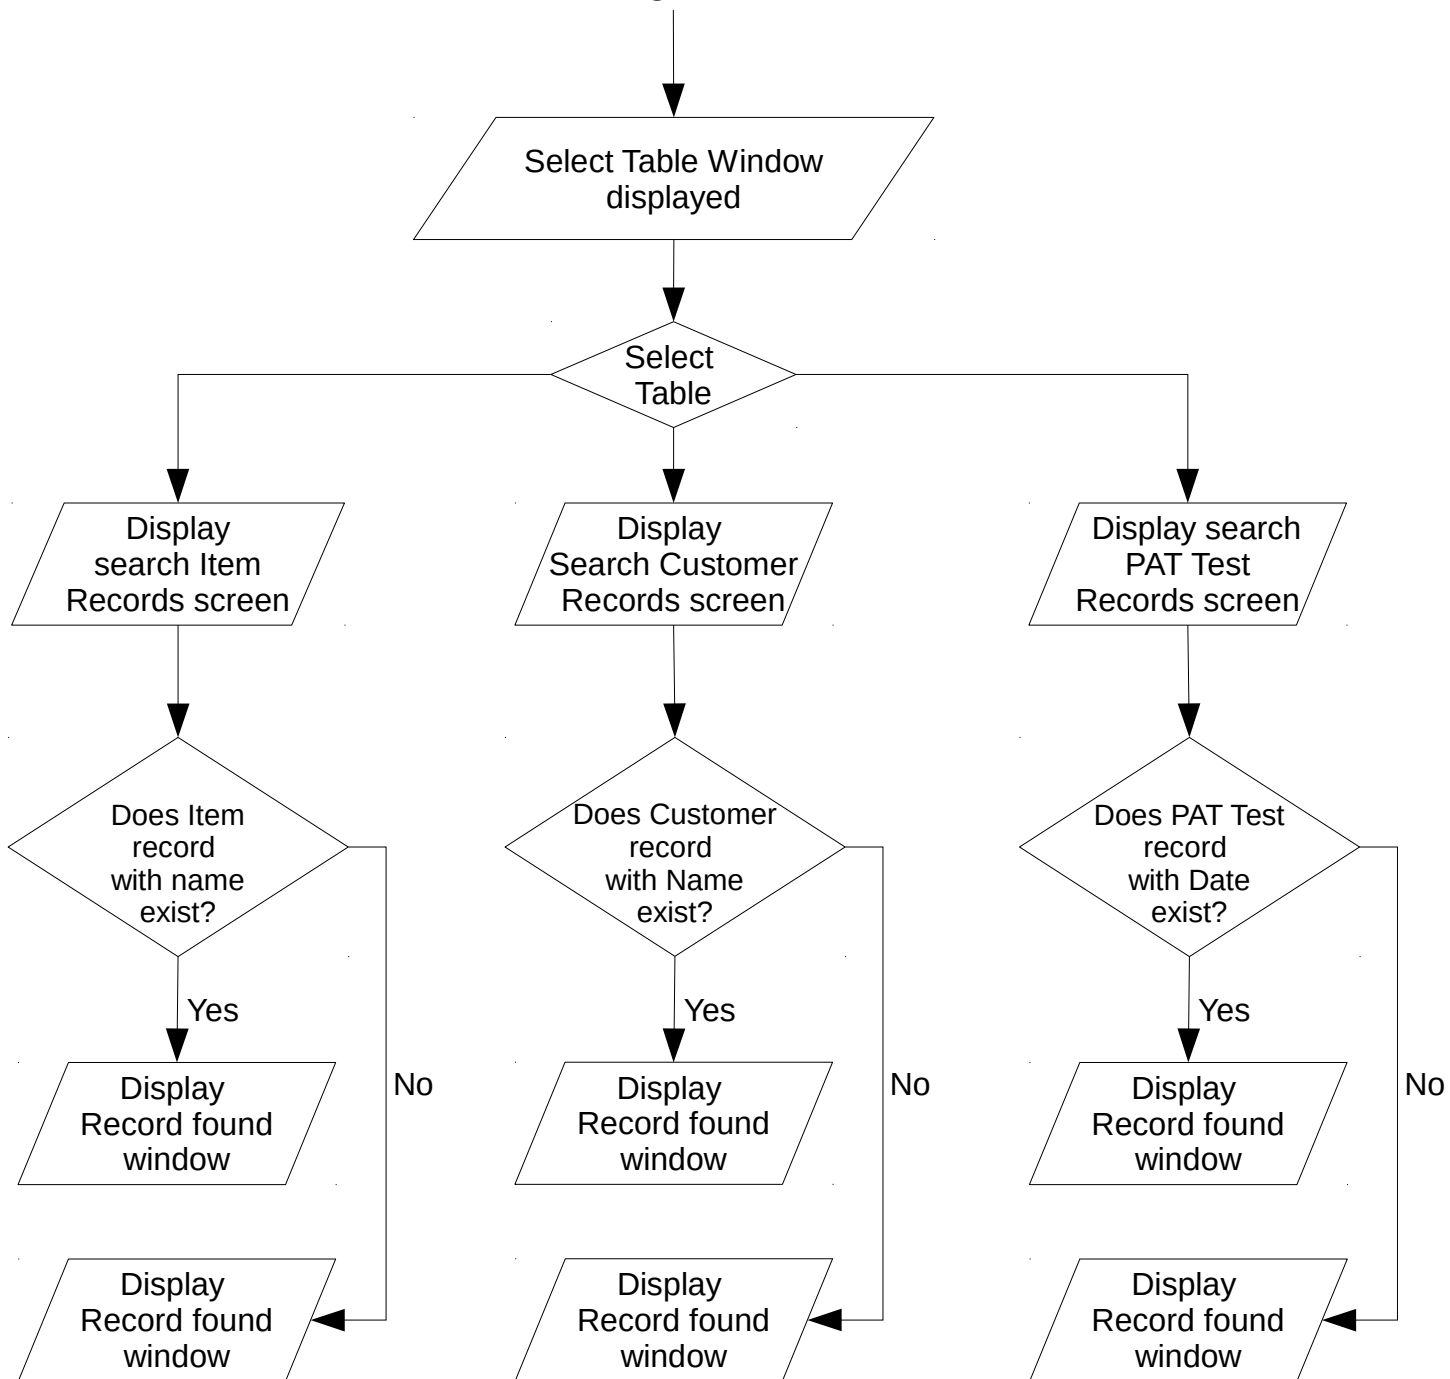 Select Table Window
displayed
Select
Table
Display
search Item
Records screen
Display
Search Customer
Records screen
Display search
PAT Test
Records screen
Does Item
record
with name
exist?
Does Customer
record
with Name
exist?
Does PAT Test
record
with Date
exist?
Yes
Yes
Yes
No
No
No
Display
Record found
window
Display
Record found
window
Display
Record found
window
Display
Record found
window
Display
Record found
window
Display
Record found
window